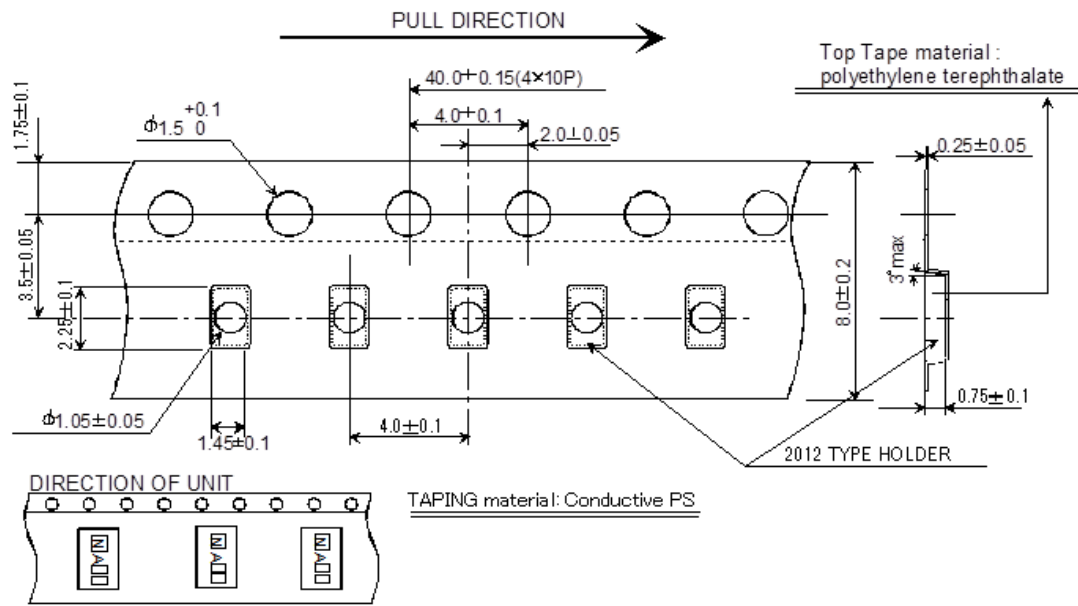 PULL DIRECTION
Top Tape material :
polyethylene terephthalate
40.0±0.15(4×10P)
4.0±0.1
2.0±0.05
1.75±0.1
ϕ1.5 +0.1 0
0.25±0.05
3.5±0.05
2.25±0.1
8.0±0.2
3°max
ϕ1.05±0.05
1.45±0.1
4.0±0.1
0.75±0.1
2012 TYPE HOLDER
DIRECTION OF UNIT
TAPING material: Conductive PS
NA□□
NA□□
NA□□